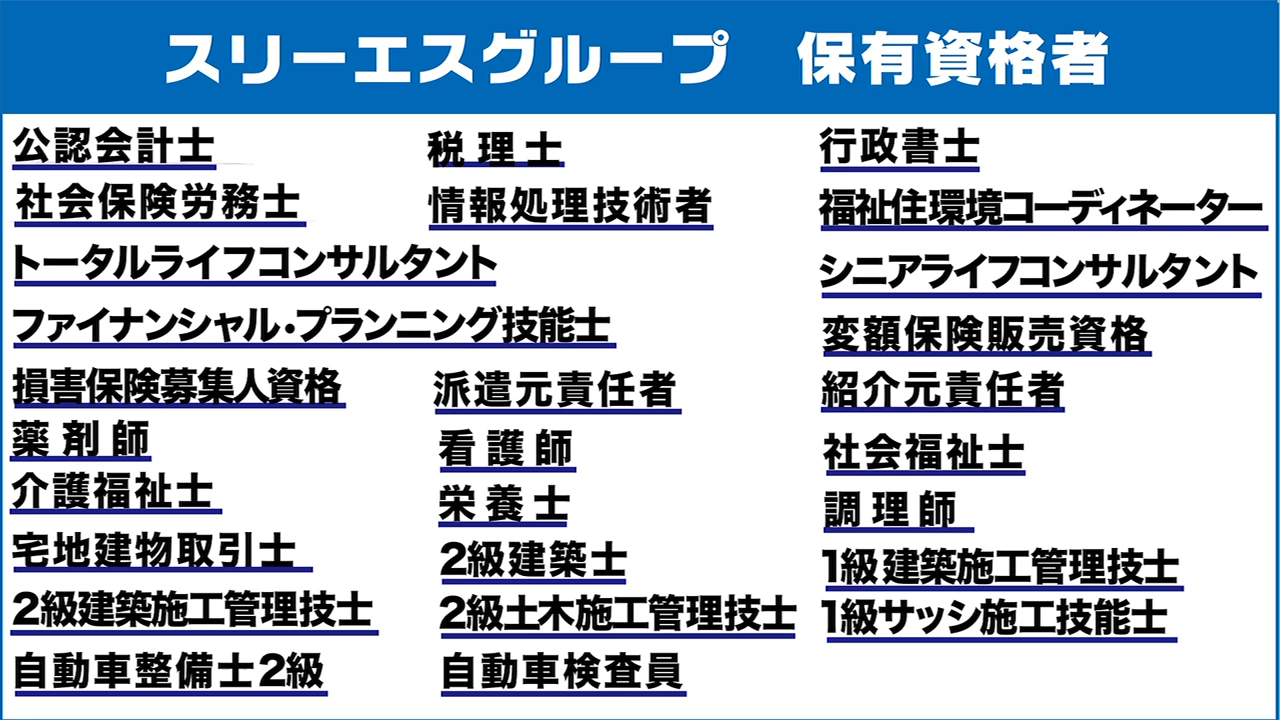 スリーエスグループ　保有資格者
公認会計士　税理士　行政書士
社会保険労務士　情報処理技術者　福祉住環境コーディネーター
トータルライフコンサルタント　シニアライフコンサルタント
ファイナンシャル・プランニング技能士　変額保険販売資格
損害保険募集人資格　派遣元責任者　紹介元責任者
薬剤師　看護師　社会福祉士
介護福祉士　栄養士　調理師
宅地建物取引士　2級建築士　1級建築施工管理技士
2級建築施工管理技士　2級土木施工管理技士　1級サッシ施工技能士
自動車整備士2級　自動車検査員